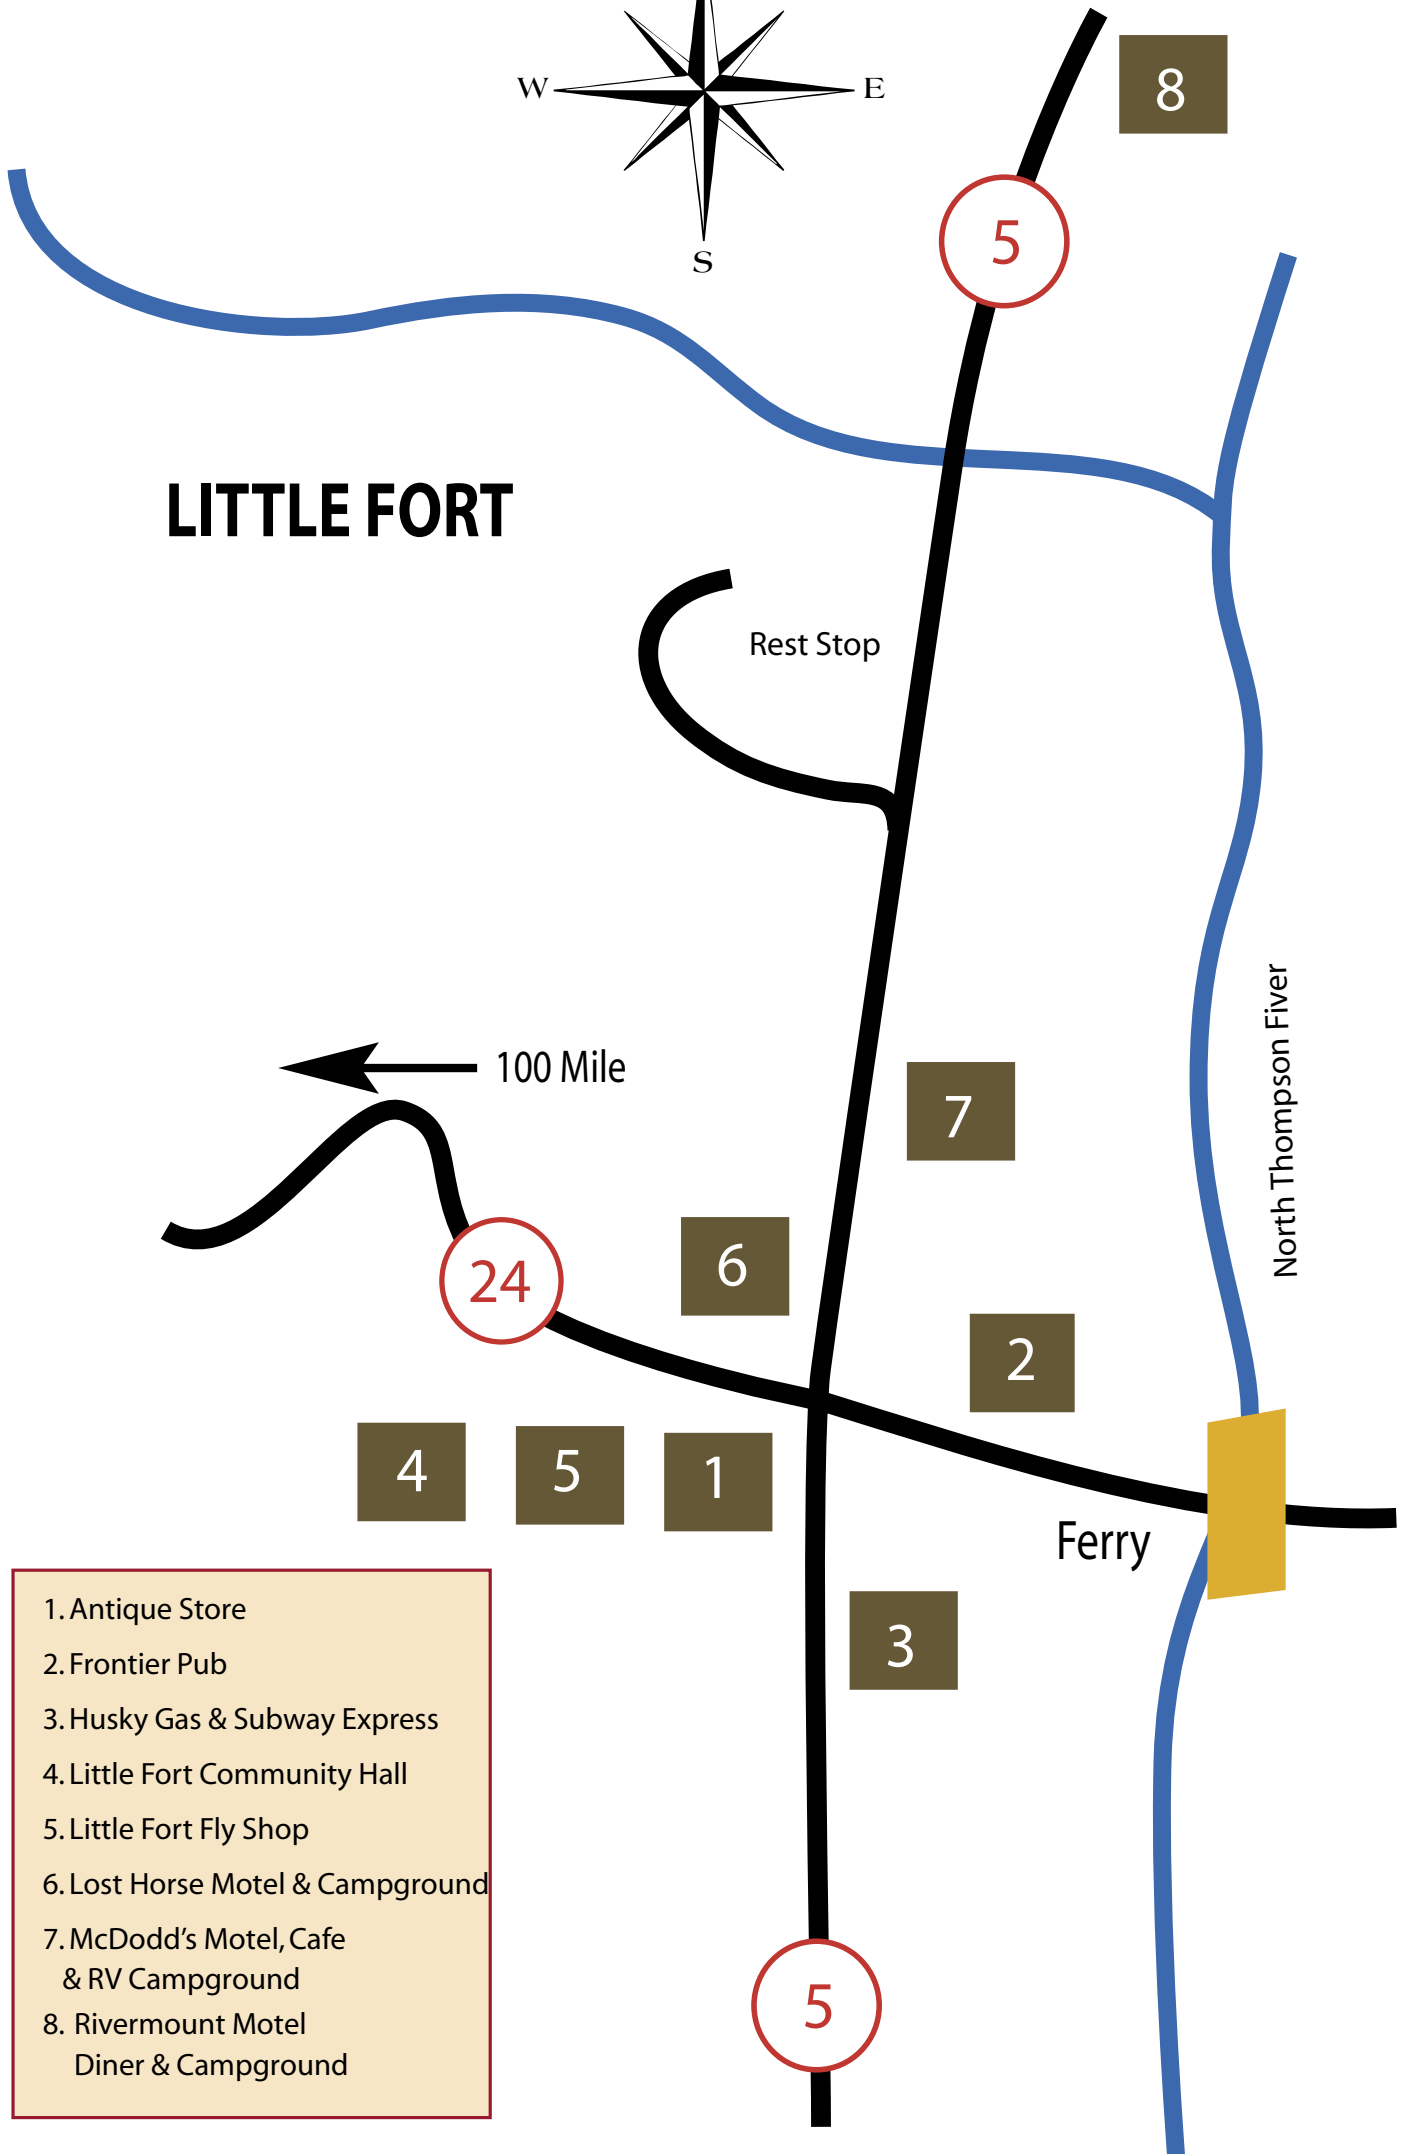 W
E
S
8
5
LITTLE FORT
Rest Stop
North Thompson Fiver
100 Mile
7
6
24
2
4
5
1
Ferry
3
1. Antique Store
2. Frontier Pub
3. Husky Gas & Subway Express
4. Little Fort Community Hall
5. Little Fort Fly Shop
6. Lost Horse Motel & Campground
7. McDodd's Motel, Cafe
& RV Campground
8. Rivermount Motel
Diner & Campground
5